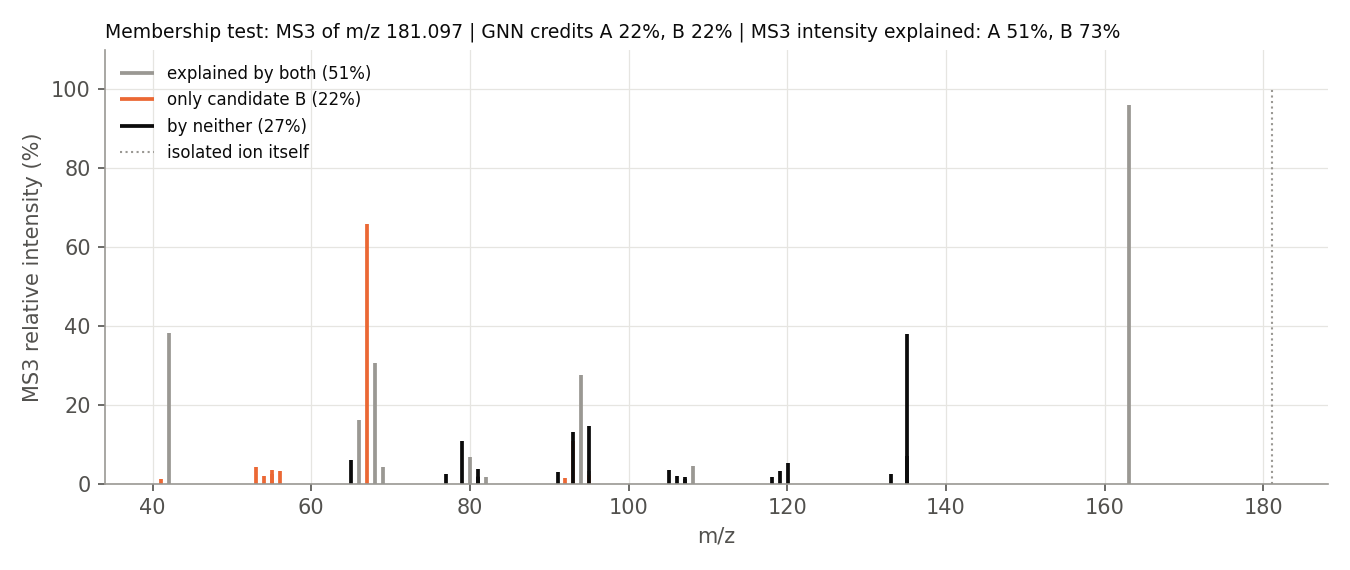 Membership test: MS3 of m/z 181.097 | GNN credits A 22%, B 22% | MS3 intensity explained: A 51%, B 73%
explained by both (51%)
only candidate B (22%)
by neither (27%)
isolated ion itself
MS3 relative intensity (%)
100
80
60
40
20
0
40 60 80 100 120 140 160 180
m/z